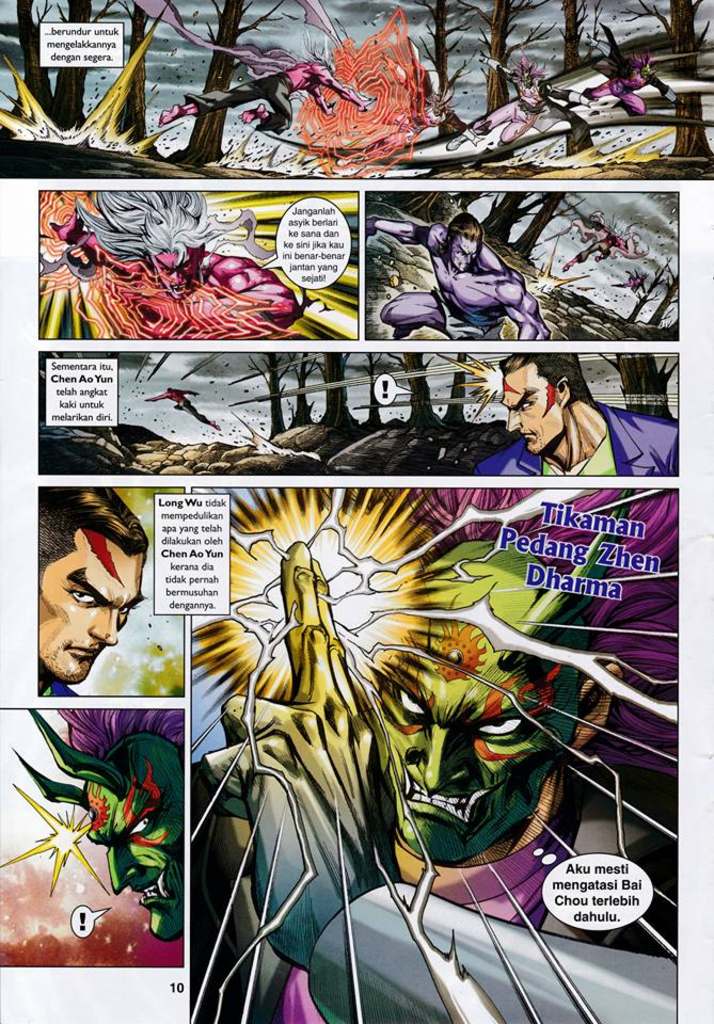 ...berundur untuk
mengelakkannya
dengan segera.
Janganlah
asyik berlari
ke sana dan
ke sini jika kau
ini benar-benar
jantan yang
sejati!
Sementara itu,
Chen Ao Yun
telah angkat
kaki untuk
melarikan diri.
!
Long Wu tidak
mempedulikan
apa yang telah
dilakukan oleh
Chen Ao Yun
kerana dia
tidak pernah
bermusuhan
dengannya.
Tikaman
Pedang Zhen
Dharma
!
Aku mesti
mengatasi Bai
Chou terlebih
dahulu.
10